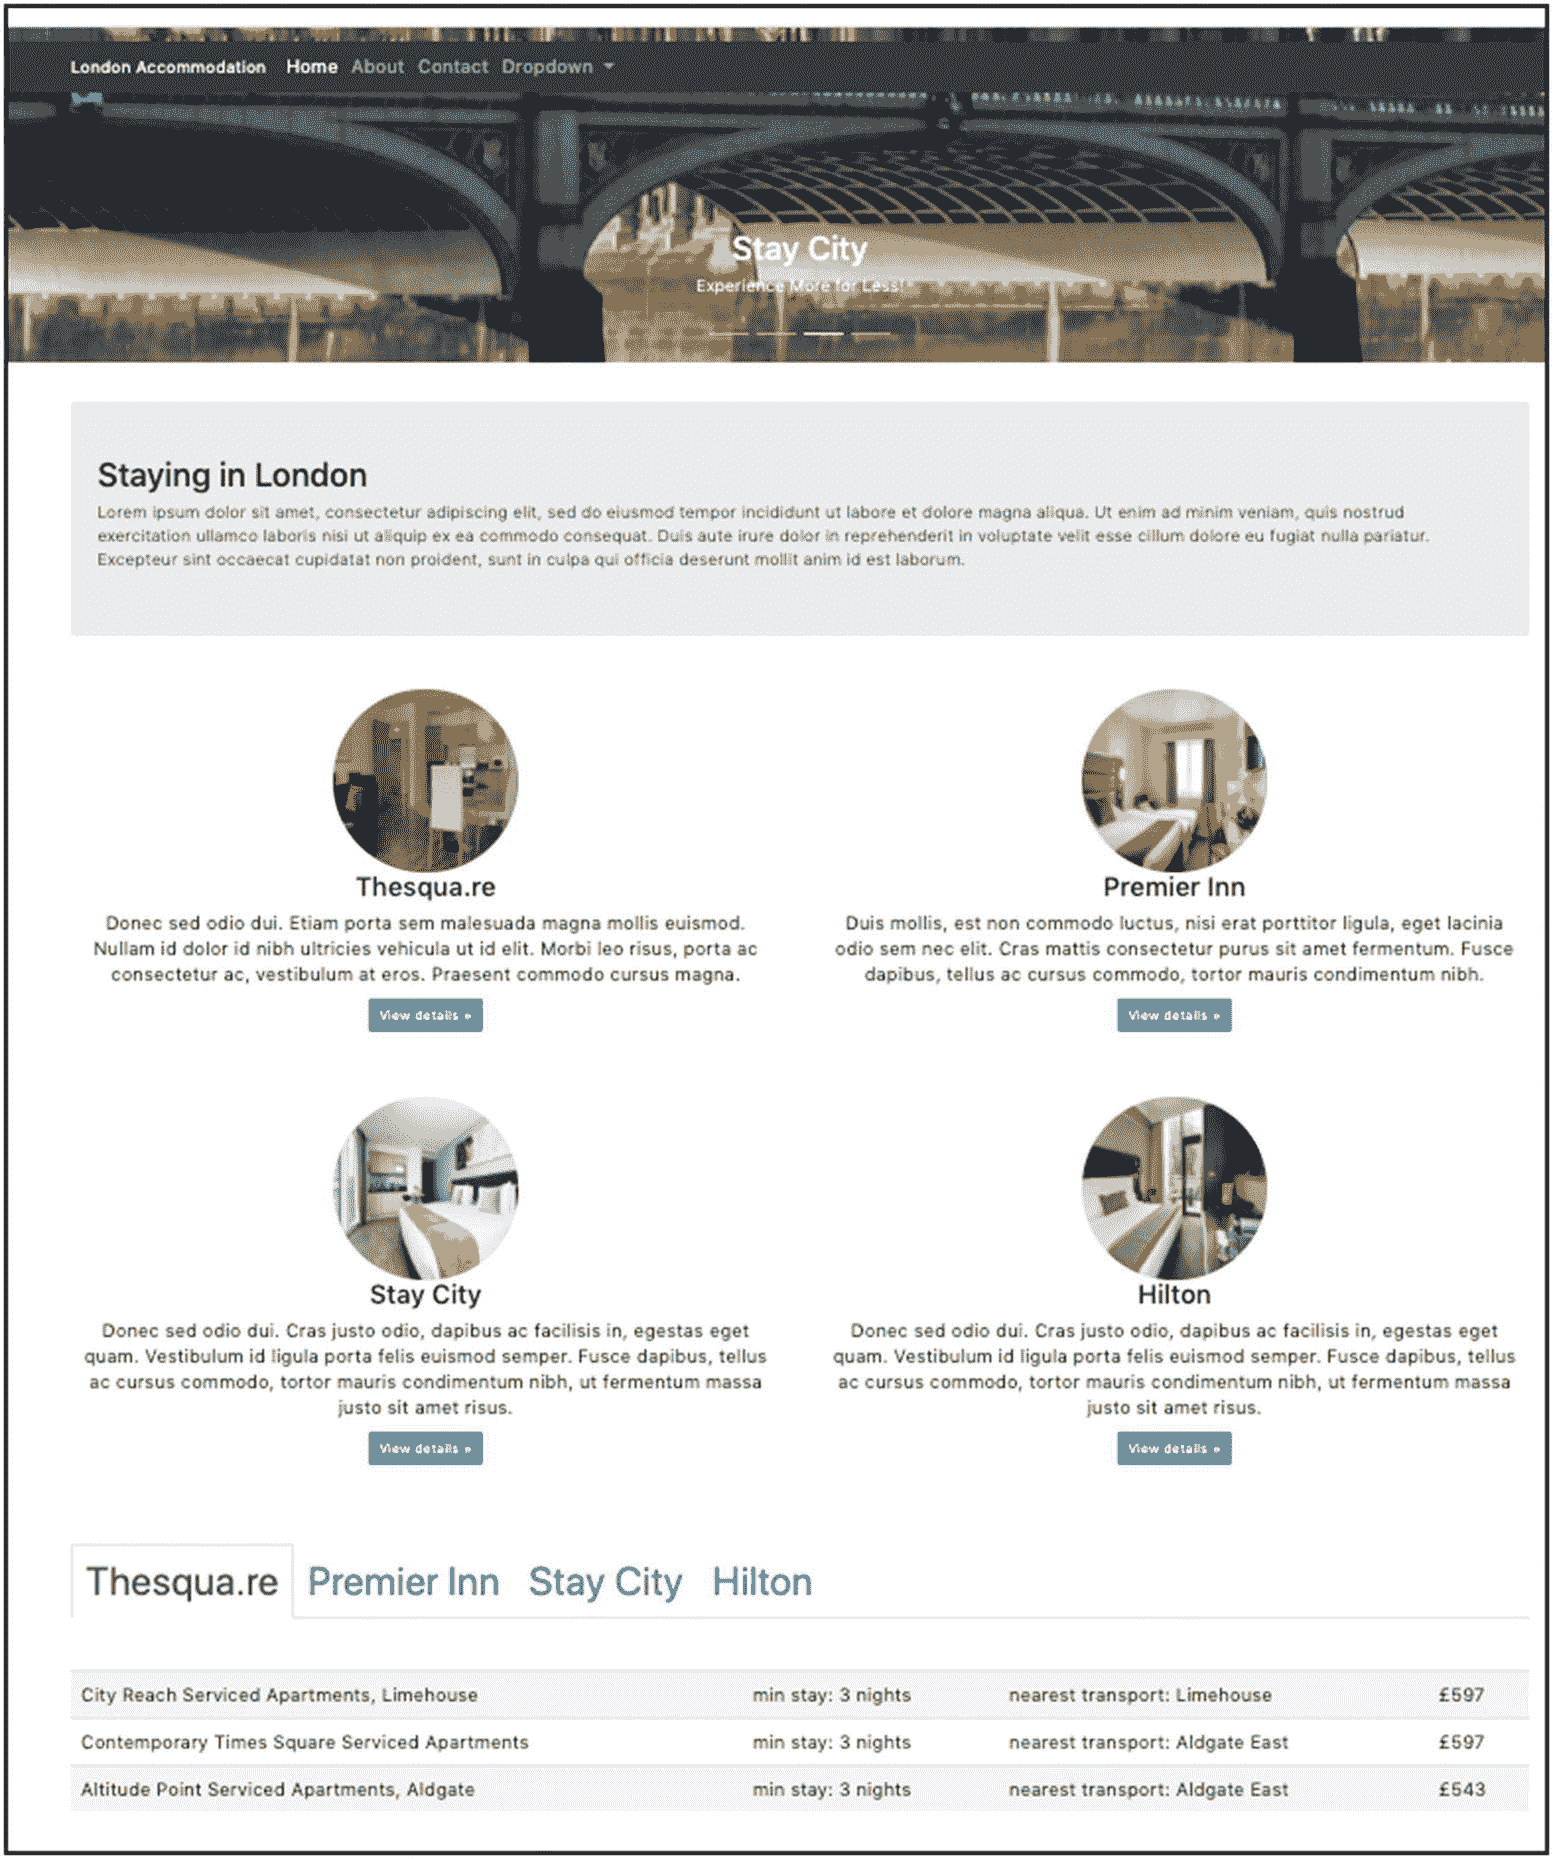 London Accommodation Home About Contact Dropdown
Stay City
Experience More for Less!
Staying in London
Lorem ipsum dolor sit amet, consectetur adipiscing elit, sed do eiusmod tempor incididunt ut labore et dolore magna aliqua. Ut enim ad minim veniam, quis nostrud
exercitation ullamco laboris nisi ut aliquip ex ea commodo consequat. Duis aute irure dolor in reprehenderit in voluptate velit esse cillum dolore eu fugiat nulla pariatur.
Excepteur sint occaecat cupidatat non proident, sunt in culpa qui officia deserunt mollit anim id est laborum.
Thesqua.re
Donec sed odio dui. Etiam porta sem malesuada magna mollis euismod.
Nullam id dolor id nibh ultricies vehicula ut id elit. Morbi leo risus, porta ac
consectetur ac, vestibulum at eros. Praesent commodo cursus magna.
View details »
Premier Inn
Duis mollis, est non commodo luctus, nisi erat porttitor ligula, eget lacinia
odio sem nec elit. Cras mattis consectetur purus sit amet fermentum. Fusce
dapibus, tellus ac cursus commodo, tortor mauris condimentum nibh.
View details »
Stay City
Donec sed odio dui. Cras justo odio, dapibus ac facilisis in, egestas eget
quam. Vestibulum id ligula porta felis euismod semper. Fusce dapibus, tellus
ac cursus commodo, tortor mauris condimentum nibh, ut fermentum massa
justo sit amet risus.
View details »
Hilton
Donec sed odio dui. Cras justo odio, dapibus ac facilisis in, egestas eget
quam. Vestibulum id ligula porta felis euismod semper. Fusce dapibus, tellus
ac cursus commodo, tortor mauris condimentum nibh, ut fermentum massa
justo sit amet risus.
View details »
Thesqua.re Premier Inn Stay City Hilton
City Reach Serviced Apartments, Limehouse min stay: 3 nights nearest transport: Limehouse £597
Contemporary Times Square Serviced Apartments min stay: 3 nights nearest transport: Aldgate East £597
Altitude Point Serviced Apartments, Aldgate min stay: 3 nights nearest transport: Aldgate East £543